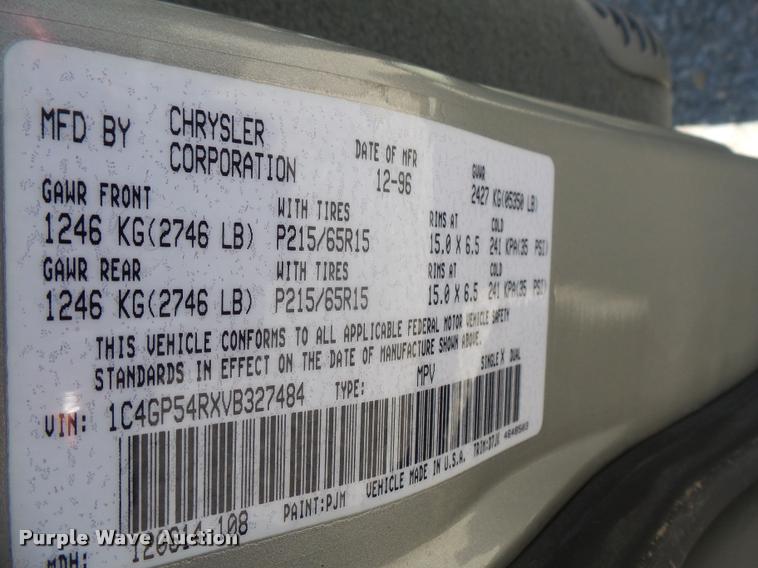 MFD BY CHRYSLER CORPORATION DATE OF MFR 12-96 GVWR 2427 KG(05350 LB)
GAWR FRONT WITH TIRES RIMS AT COLD
1246 KG(2746 LB) P215/65R15 15.0 X 6.5 241 KPA(35 PSI)
GAWR REAR WITH TIRES RIMS AT COLD
1246 KG(2746 LB) P215/65R15 15.0 X 6.5 241 KPA(35 PSI)
THIS VEHICLE CONFORMS TO ALL APPLICABLE FEDERAL MOTOR VEHICLE SAFETY
STANDARDS IN EFFECT ON THE DATE OF MANUFACTURE SHOWN ABOVE.
VIN: 1C4GP54RXVB327484 TYPE: MPV SINGLE X DUAL
MDH: PAINT:PJM VEHICLE MADE IN U.S.A.
Purple Wave Auction